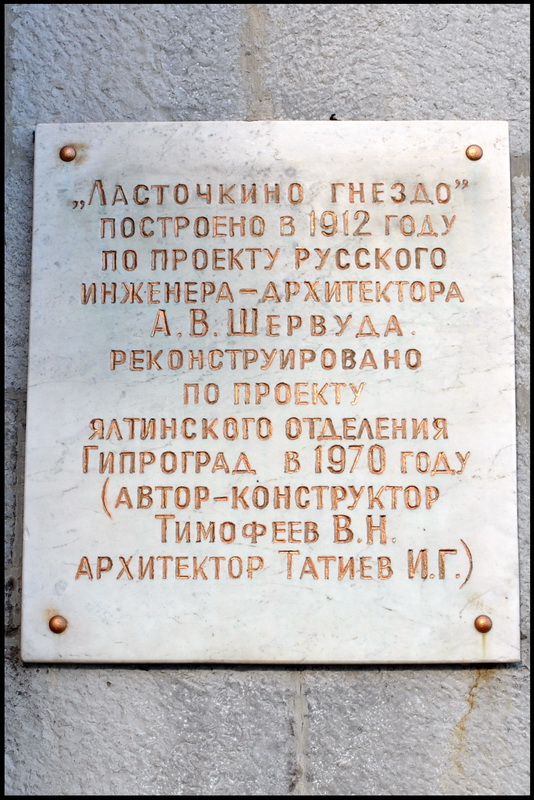 „Ласточкино гнездо”
построено в 1912 году
по проекту русского
инженера-архитектора
А.В.Шервуда.
реконструировано
по проекту
ялтинского отделения
Гипроград в 1970 году
(автор-конструктор
Тимофеев В.Н.
архитектор Татиев И.Г.)